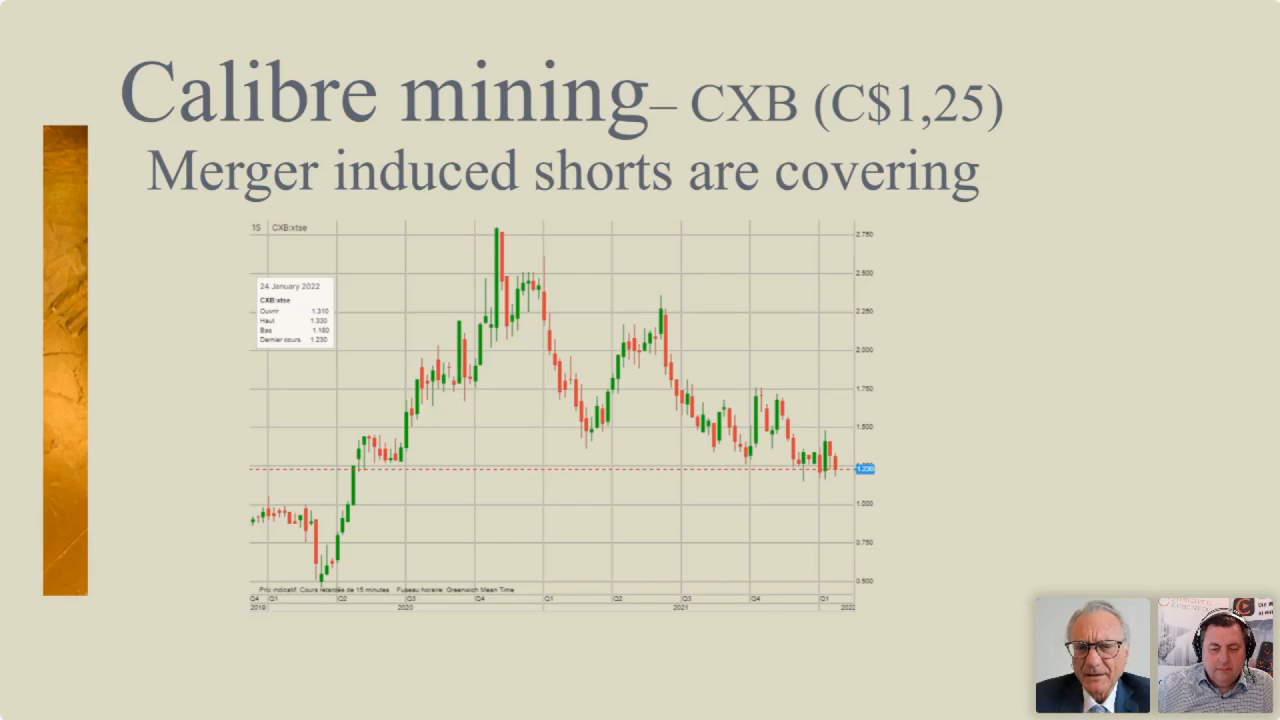 Calibre mining– CXB (C$1,25)
Merger induced shorts are covering
1S CXB:xtse
24 January 2022
CXB:xtse
Ouvrir 1.310
Haut 1.330
Bas 1.180
Dernier cours 1.230
2.750
2.500
2.250
2.000
1.750
1.500
1.230
1.000
0.750
0.500
Prix indicatif Cours retardés de 15 minutes Fuseau horaire: Greenwich Mean Time
Q4 Q1 Q2 Q3 Q4 Q1 Q2 Q3 Q4 Q1
2019 2020 2021 2022